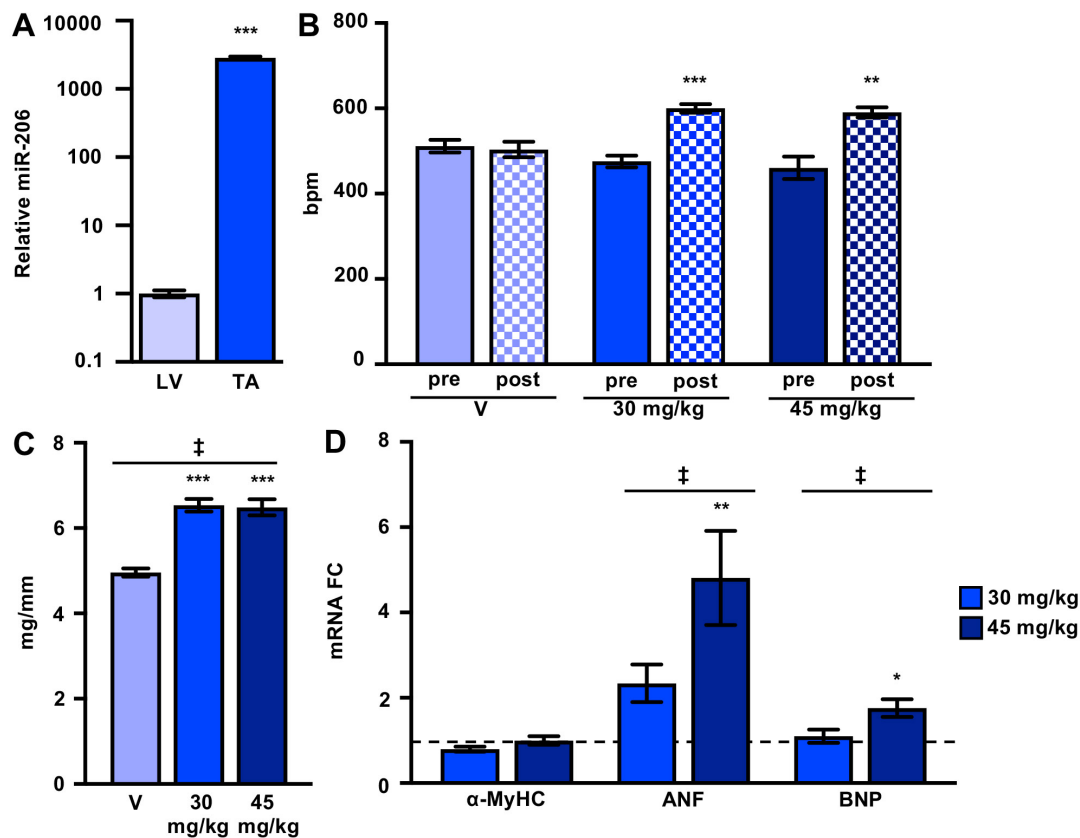 A
Relative miR-206
10000
1000
100
10
1
0.1
***
LV
TA
B
bpm
800
600
400
200
0
***
**
pre
post
pre
post
pre
post
V
30 mg/kg
45 mg/kg
C
mg/mm
8
6
4
2
0
‡
***
***
V
30
mg/kg
45
mg/kg
D
mRNA FC
8
6
4
2
0
‡
**
‡
*
α-MyHC
ANF
BNP
30 mg/kg
45 mg/kg